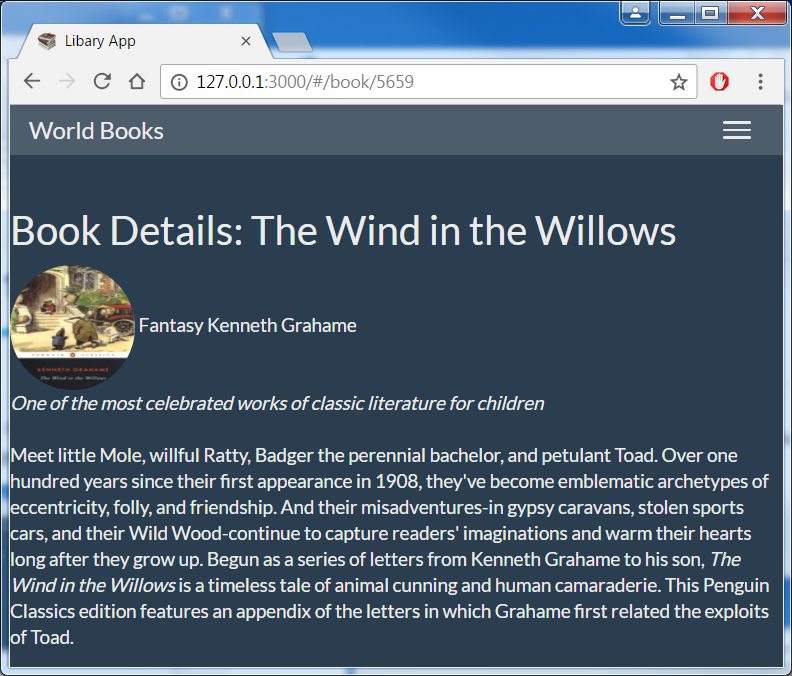 Libary App
127.0.0.1:3000/#/book/5659
World Books
Book Details: The Wind in the Willows
Fantasy Kenneth Grahame
PENGUIN CLASSICS
KENNETH GRAHAME
The Wind in the Willows
One of the most celebrated works of classic literature for children
Meet little Mole, willful Ratty, Badger the perennial bachelor, and petulant Toad. Over one
hundred years since their first appearance in 1908, they've become emblematic archetypes of
eccentricity, folly, and friendship. And their misadventures-in gypsy caravans, stolen sports
cars, and their Wild Wood-continue to capture readers' imaginations and warm their hearts
long after they grow up. Begun as a series of letters from Kenneth Grahame to his son, The
Wind in the Willows is a timeless tale of animal cunning and human camaraderie. This Penguin
Classics edition features an appendix of the letters in which Grahame first related the exploits
of Toad.